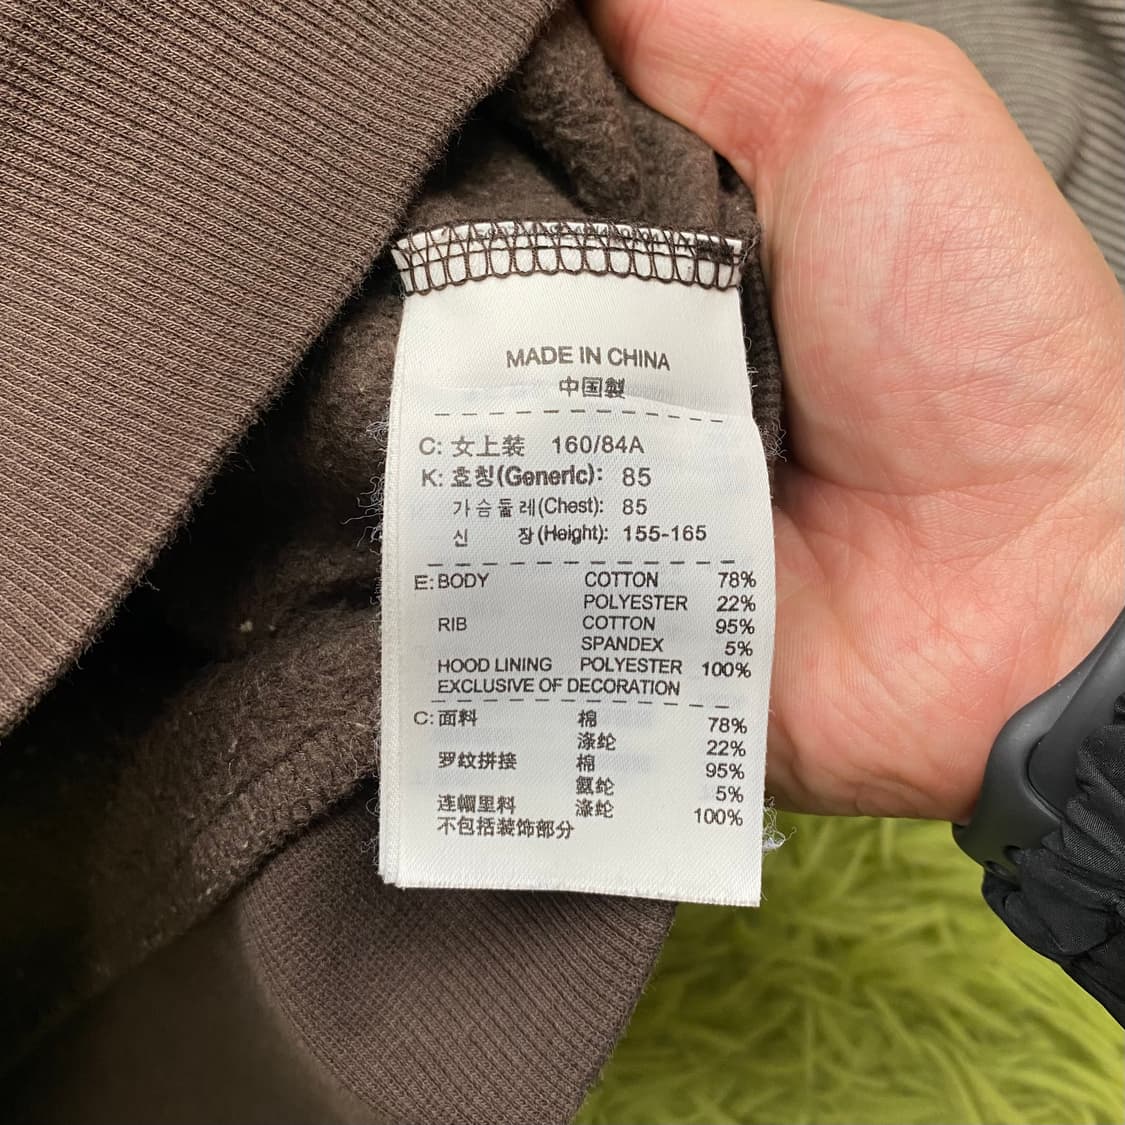 MADE IN CHINA
中国製
C: 女上装 160/84A
K: 호칭(Generic): 85
가슴둘레(Chest): 85
신 장(Height): 155-165
E: BODY COTTON 78%
POLYESTER 22%
RIB COTTON 95%
SPANDEX 5%
HOOD LINING POLYESTER 100%
EXCLUSIVE OF DECORATION
C: 面料 棉 78%
涤纶 22%
罗纹拼接 棉 95%
氨纶 5%
连帽里料 涤纶 100%
不包括装饰部分